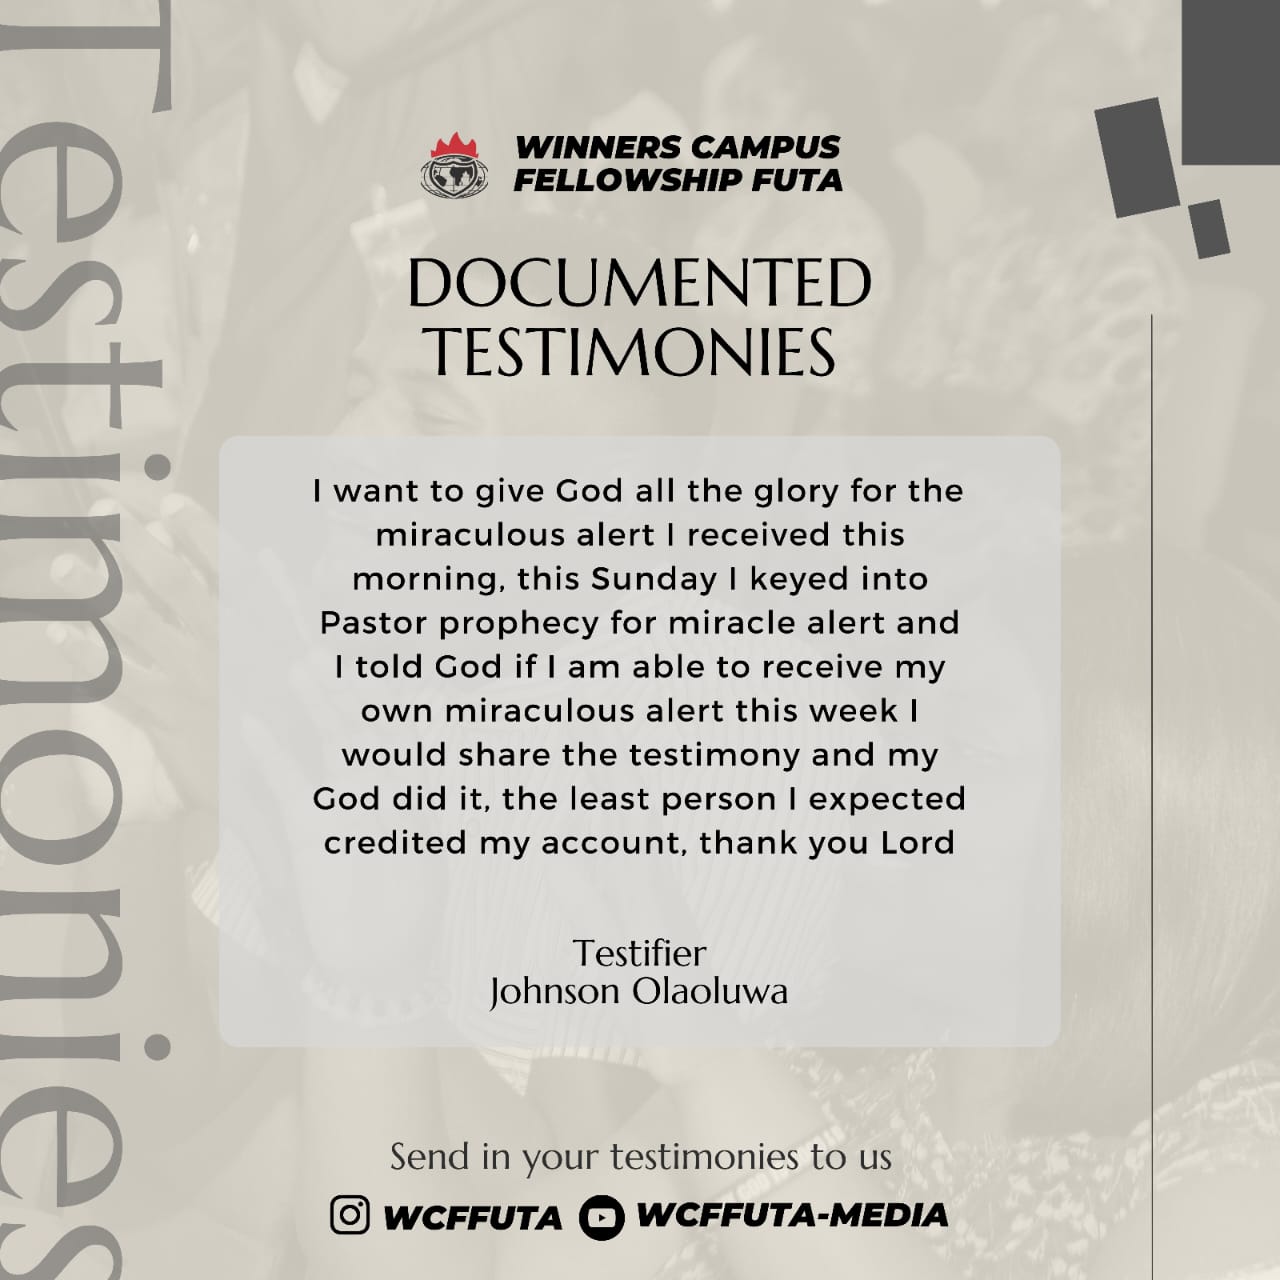 Testimonies
WINNERS CAMPUS
FELLOWSHIP FUTA
DOCUMENTED
TESTIMONIES
I want to give God all the glory for the
miraculous alert I received this
morning, this Sunday I keyed into
Pastor prophecy for miracle alert and
I told God if I am able to receive my
own miraculous alert this week I
would share the testimony and my
God did it, the least person I expected
credited my account, thank you Lord
Testifier
Johnson Olaoluwa
Send in your testimonies to us
WCFFUTA WCFFUTA-MEDIA